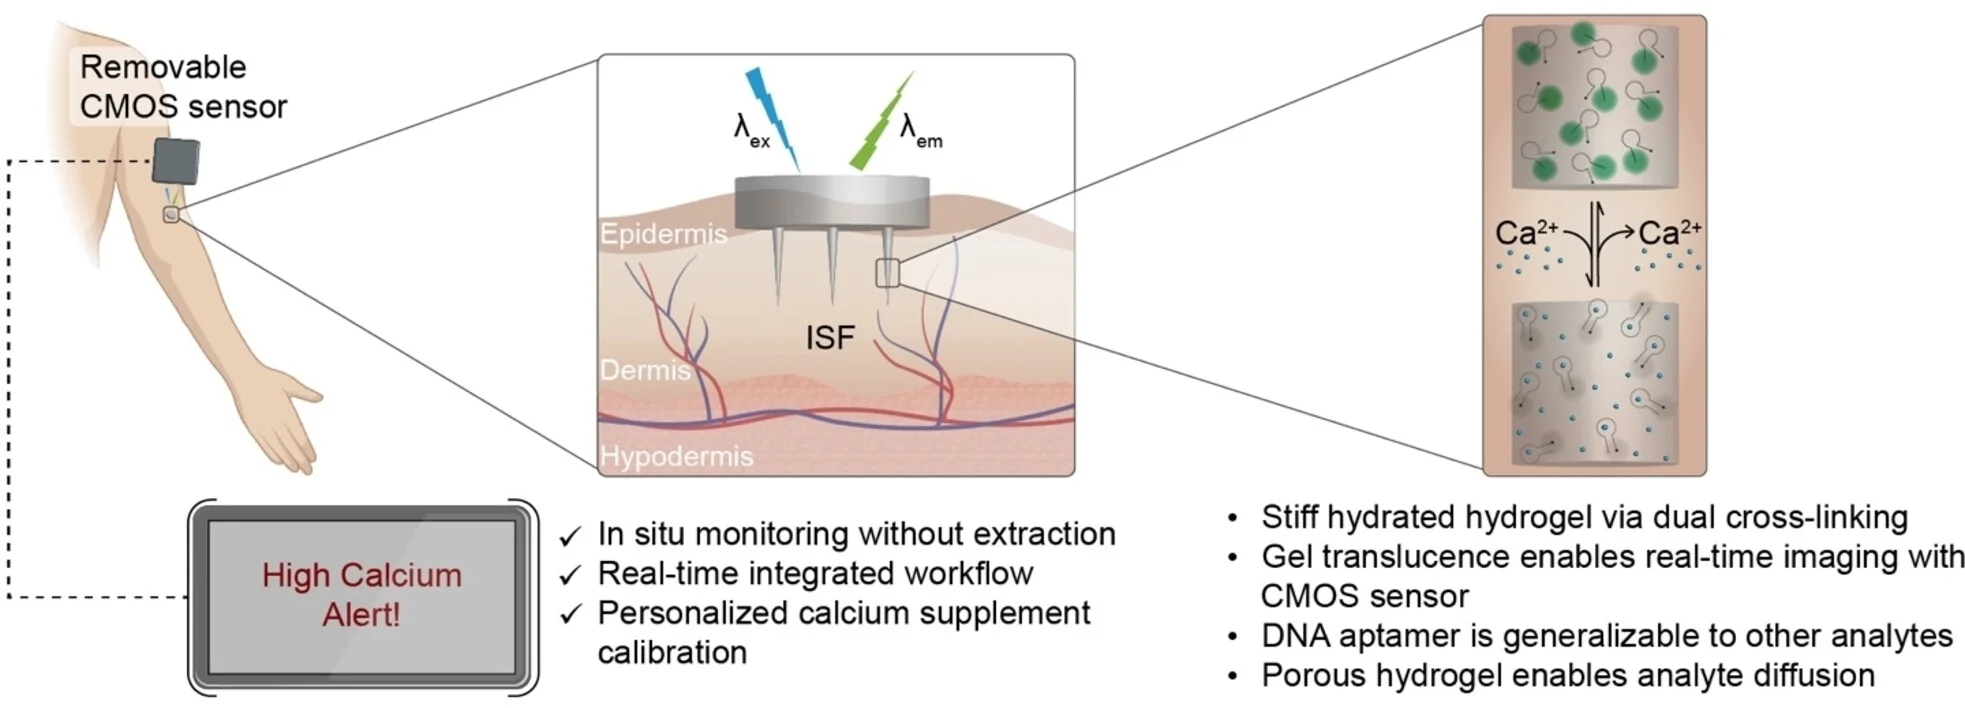 Removable
CMOS sensor
λex
λem
Epidermis
ISF
Dermis
Hypodermis
Ca2+
Ca2+
High Calcium
Alert!
✓ In situ monitoring without extraction
✓ Real-time integrated workflow
✓ Personalized calcium supplement
calibration
• Stiff hydrated hydrogel via dual cross-linking
• Gel translucence enables real-time imaging with
CMOS sensor
• DNA aptamer is generalizable to other analytes
• Porous hydrogel enables analyte diffusion